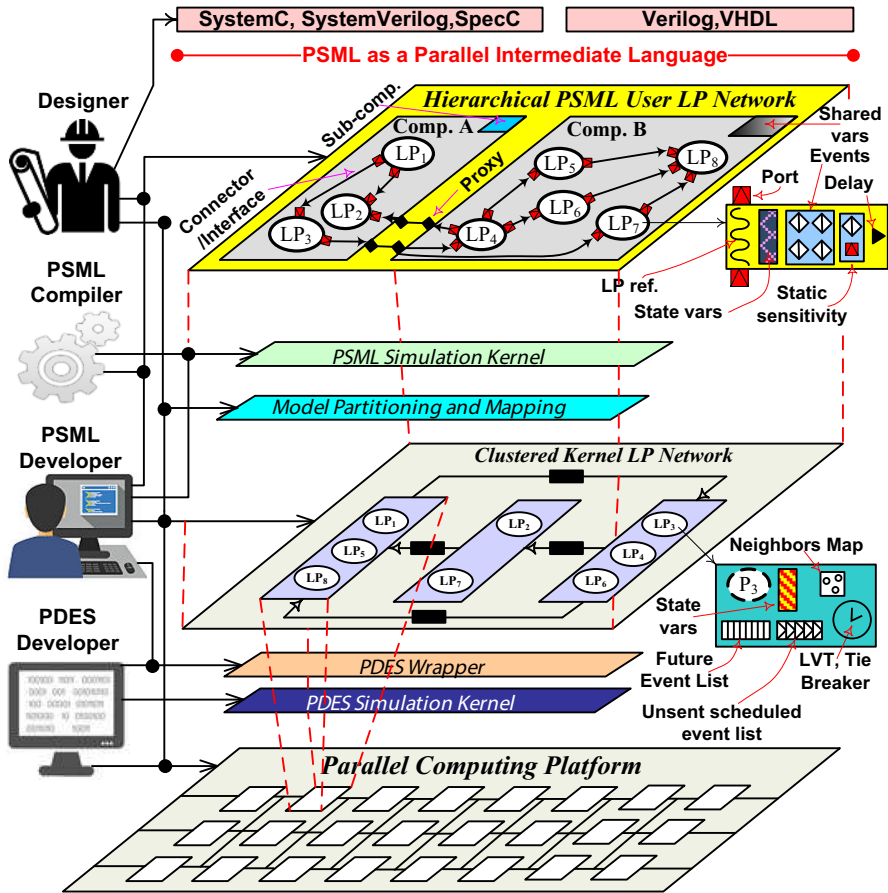 SystemC, SystemVerilog,SpecC
Verilog,VHDL
PSML as a Parallel Intermediate Language
Designer
Hierarchical PSML User LP Network
Sub-comp.
Comp. A
Comp. B
Shared
vars
Events
Delay
Port
LP1
LP2
LP3
LP4
LP5
LP6
LP7
LP8
Proxy
Connector
/Interface
LP ref.
State vars
Static
sensitivity
PSML
Compiler
PSML Simulation Kernel
Model Partitioning and Mapping
PSML
Developer
Clustered Kernel LP Network
LP1
LP5
LP8
LP2
LP7
LP3
LP4
LP6
Neighbors Map
P3
State
vars
Future
Event List
LVT, Tie
Breaker
Unsent scheduled
event list
PDES
Developer
PDES Wrapper
PDES Simulation Kernel
Parallel Computing Platform